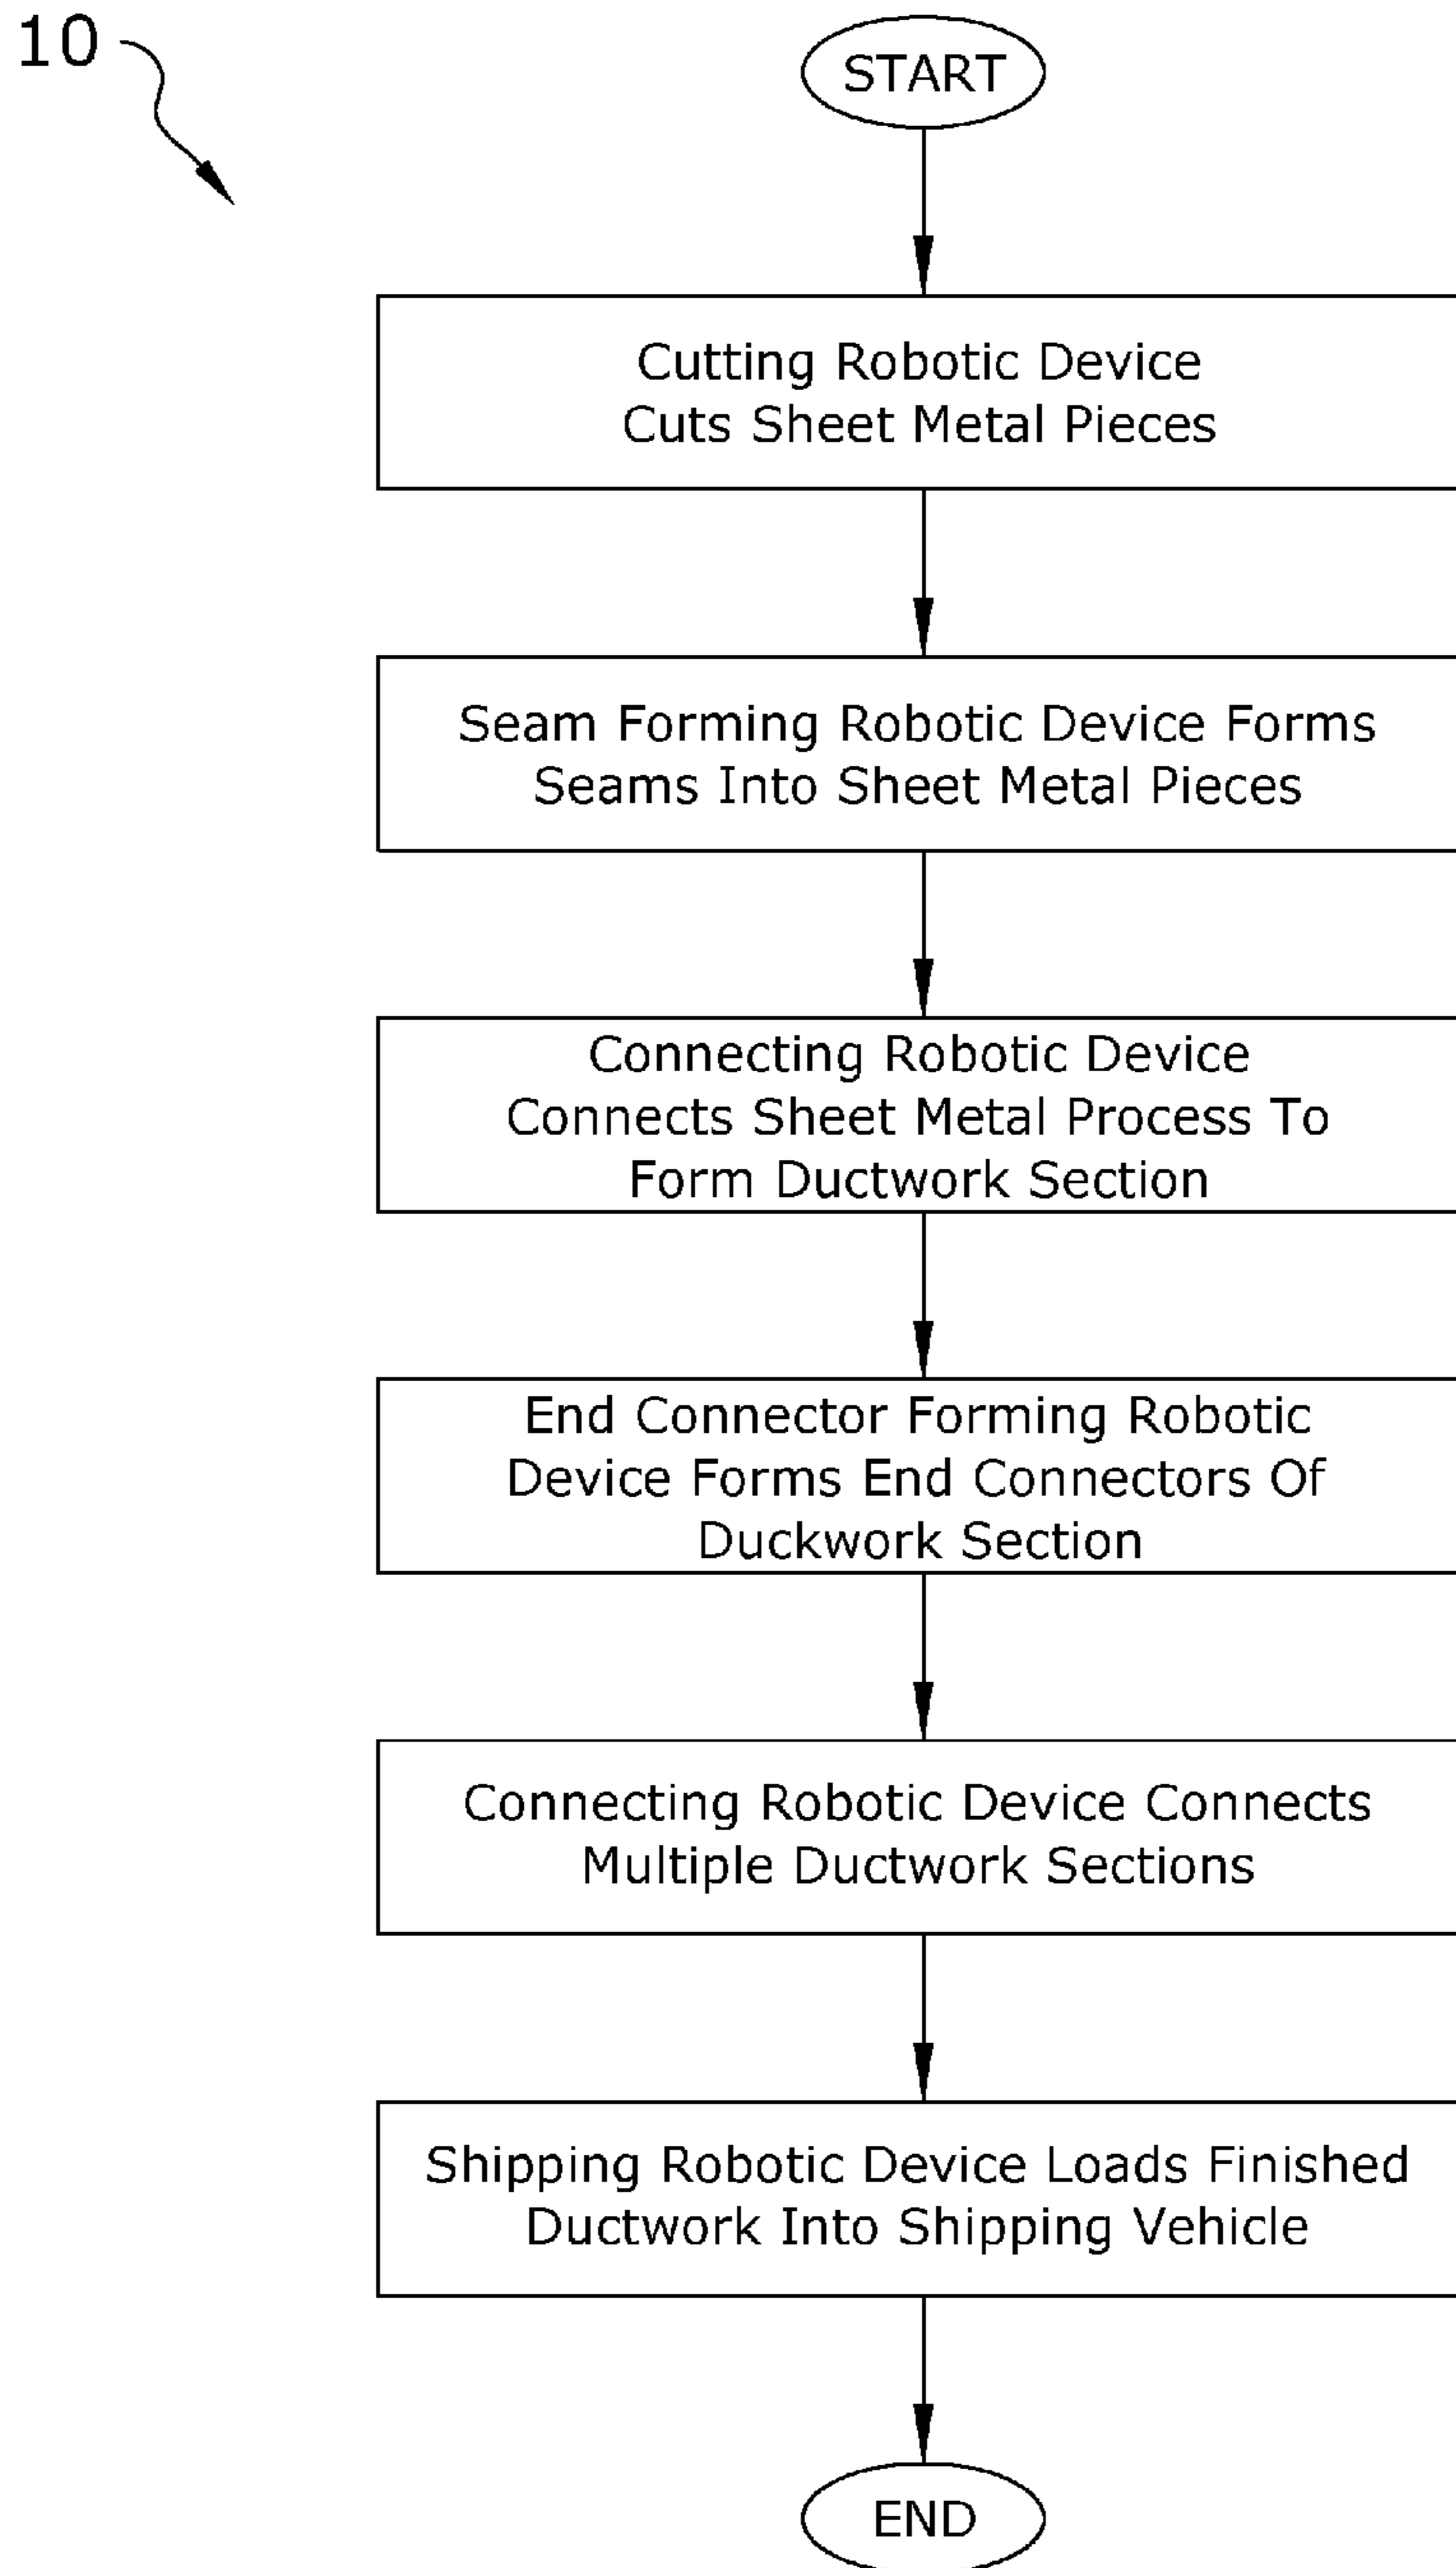 10
START
Cutting Robotic Device
Cuts Sheet Metal Pieces
Seam Forming Robotic Device Forms
Seams Into Sheet Metal Pieces
Connecting Robotic Device
Connects Sheet Metal Process To
Form Ductwork Section
End Connector Forming Robotic
Device Forms End Connectors Of
Duckwork Section
Connecting Robotic Device Connects
Multiple Ductwork Sections
Shipping Robotic Device Loads Finished
Ductwork Into Shipping Vehicle
END